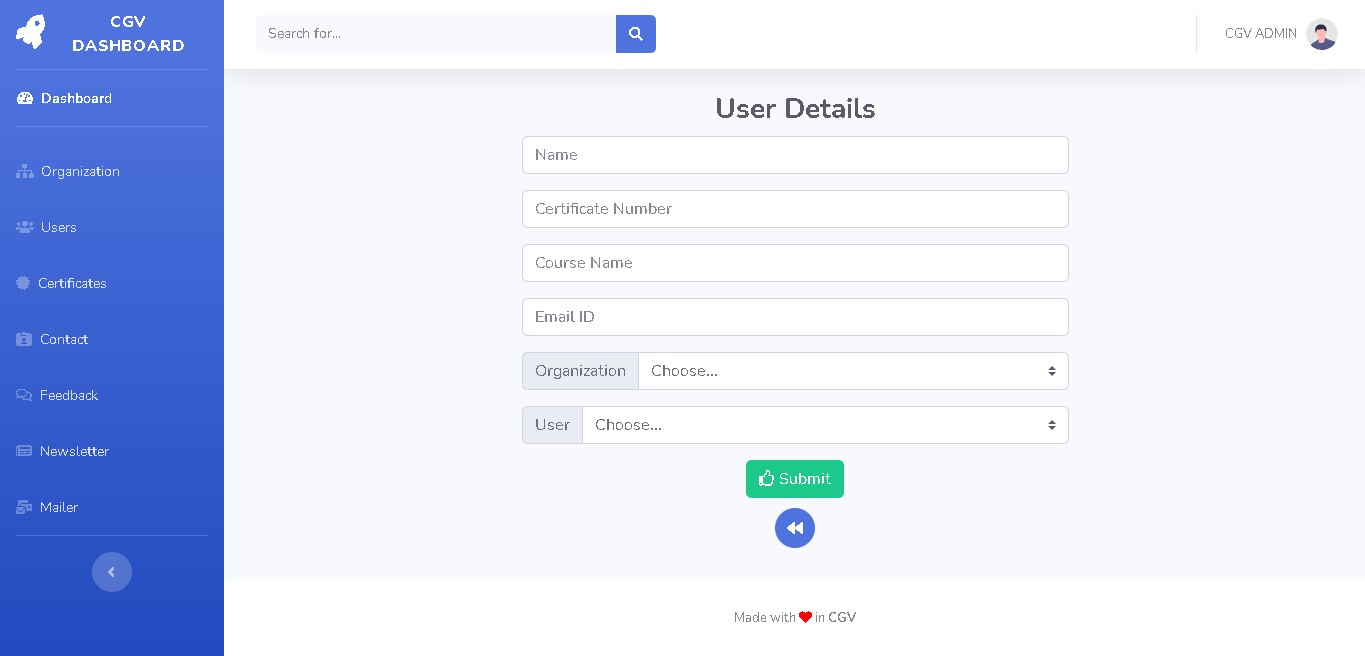 CGV
DASHBOARD
Search for...
CGV ADMIN
Dashboard
Organization
Users
Certificates
Contact
Feedback
Newsletter
Mailer
User Details
Name
Certificate Number
Course Name
Email ID
Organization Choose...
User Choose...
Submit
Made with in CGV